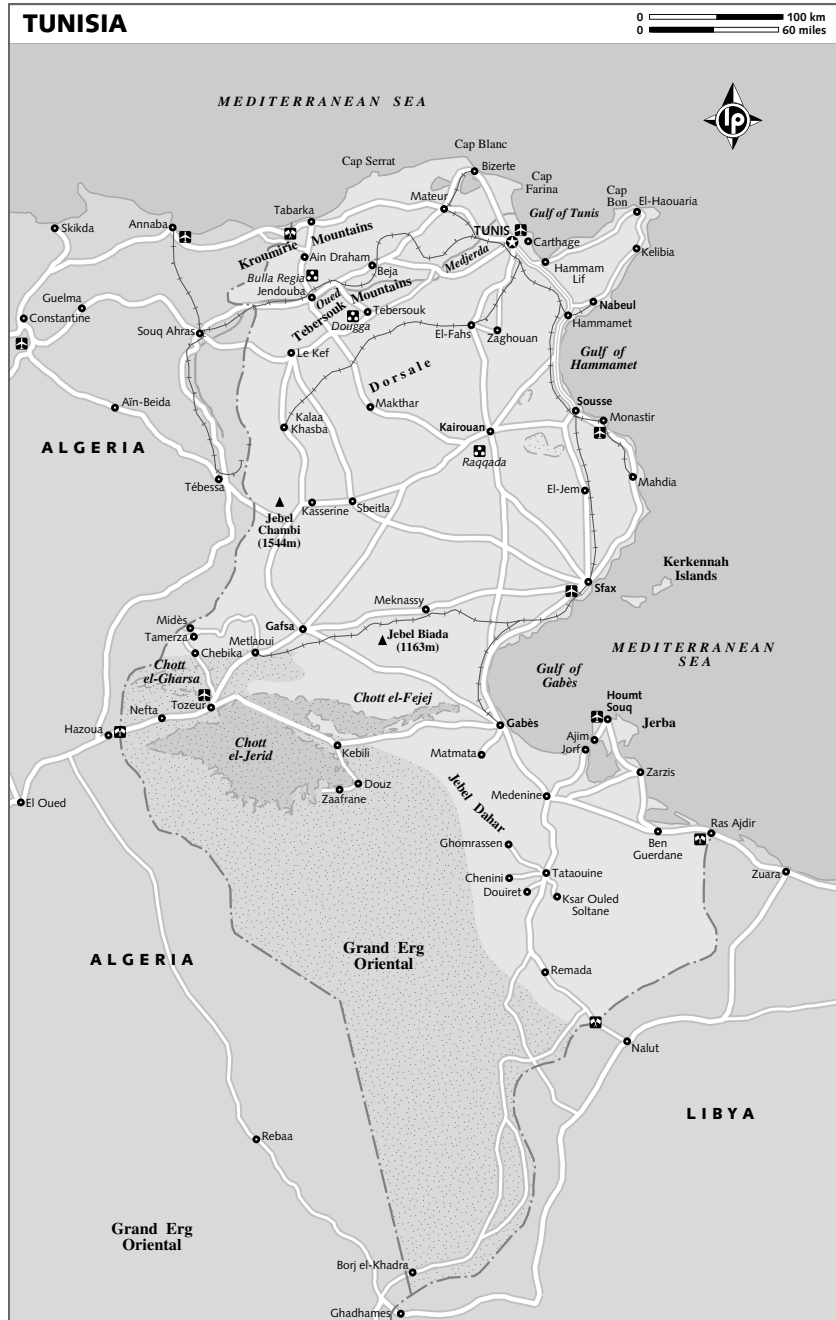 TUNISIA
0 100 km
0 60 miles
MEDITERRANEAN SEA
lp
Cap Blanc
Cap Serrat
Bizerte
Cap
Farina
Cap
Bon
El-Haouaria
Mateur
Tabarka
Gulf of Tunis
Skikda
Annaba
TUNIS
Carthage
Kelibia
Kroumiric Mountains
Ain Draham
Beja
Medjerda
Hammam
Lif
Bulla Regia
Jendouba
Oued
Tebersouk Mountains
Nabeul
Guelma
Constantine
Tebersouk
Dougga
Hammamet
Souq Ahras
El-Fahs
Zaghouan
Le Kef
Gulf of
Hammamet
Dorsale
Aïn-Beida
Makthar
Sousse
Monastir
Kalaa
Khasba
Kairouan
ALGERIA
Raqqada
Tébessa
Mahdia
El-Jem
Jebel
Chambi
(1544m)
Kasserine
Sbeitla
Kerkennah
Islands
Sfax
Meknassy
Midès
Tamerza
Gafsa
Metlaoui
Chebika
Jebel Biada
(1163m)
MEDITERRANEAN
SEA
Chott
el-Gharsa
Gulf of
Gabès
Chott el-Fejej
Houmt
Souq
Tozeur
Nefta
Jerba
Hazoua
Gabès
Ajim
Jorf
Chott
el-Jerid
Kebili
Matmata
Zarzis
Douz
Zaafrane
Jebel Dahar
El Oued
Medenine
Ras Ajdir
Ben
Guerdane
Ghomrassen
Zuara
Chenini
Tataouine
Douiret
Ksar Ouled
Soltane
ALGERIA
Grand Erg
Oriental
Remada
Nalut
LIBYA
Rebaa
Grand Erg
Oriental
Borj el-Khadra
Ghadhames